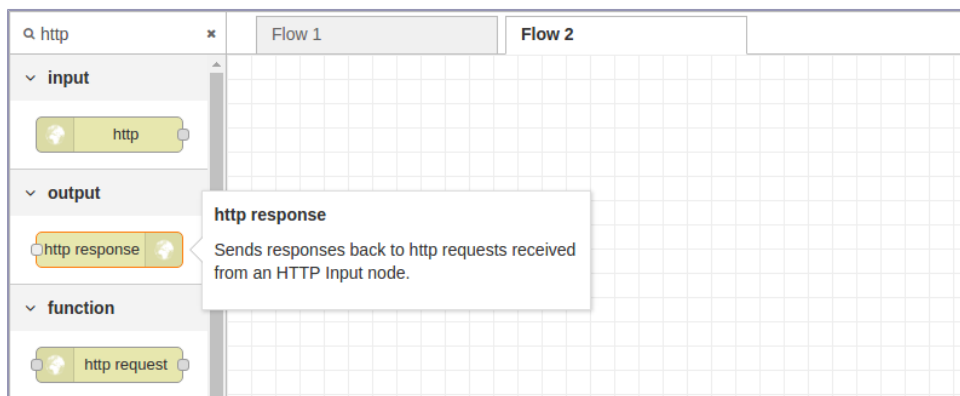 http
Flow 1
Flow 2
input
http
output
http response
http response
Sends responses back to http requests received
from an HTTP Input node.
function
http request